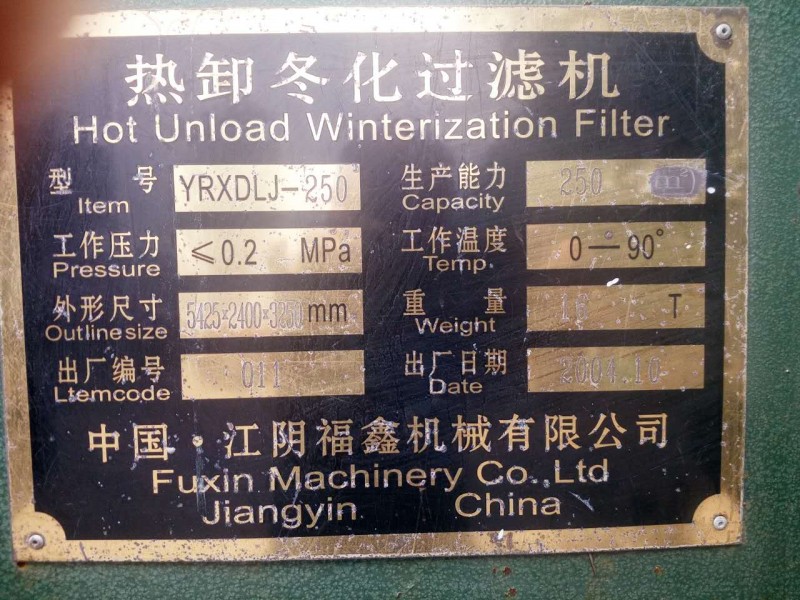 热卸冬化过滤机
Hot Unload Winterization Filter
型号 YRXDLJ-250 生产能力 250 m²
Item Capacity
工作压力 ≤0.2 MPa 工作温度 0—90°
Pressure Temp.
外形尺寸 5425×2400×3250 mm 重量 16 T
Outlinesize Weight
出厂编号 011 出厂日期 2004.10
Ltemcode Date
中国·江阴福鑫机械有限公司
Fuxin Machinery Co.,Ltd
Jiangyin China